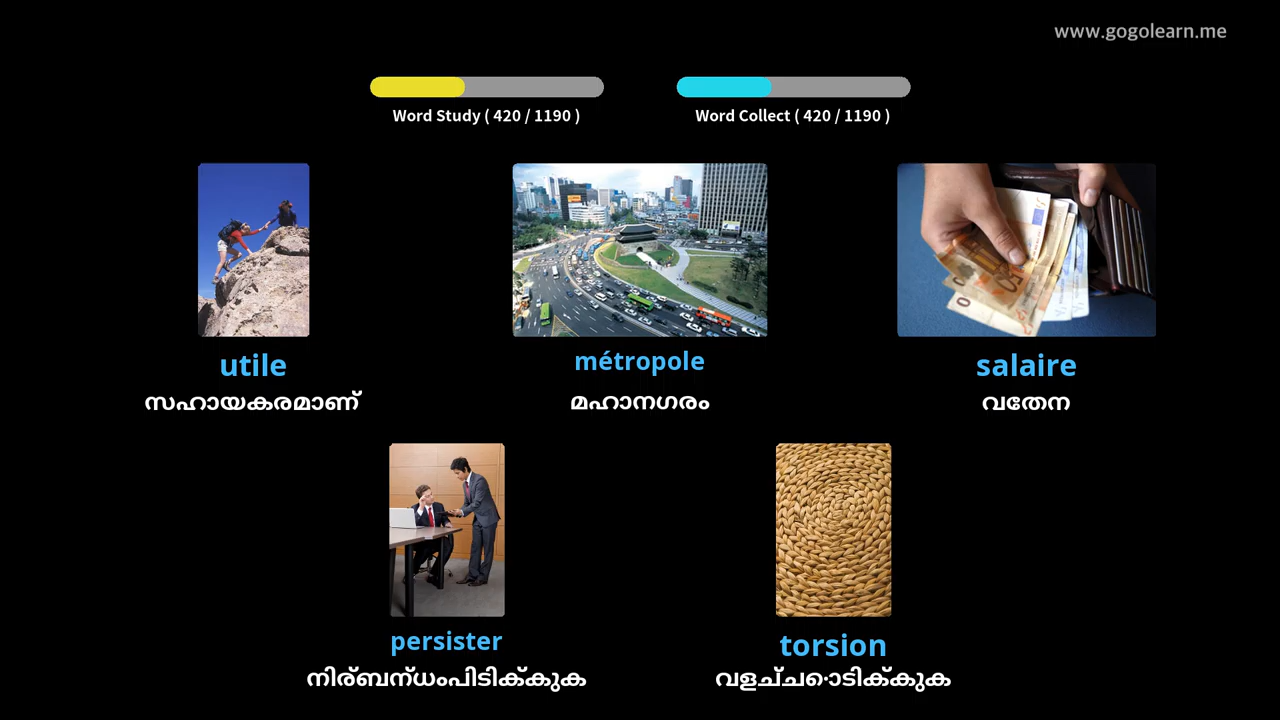 www.gogolearn.me
Word Study ( 420 / 1190 )
Word Collect ( 420 / 1190 )
utile
métropole
salaire
സഹായകരമാണ്
മഹാനഗരം
വതേന
persister
torsion
നിര്ബന്ധംപിടിക്കുക
വളച്ചൊടിക്കുക